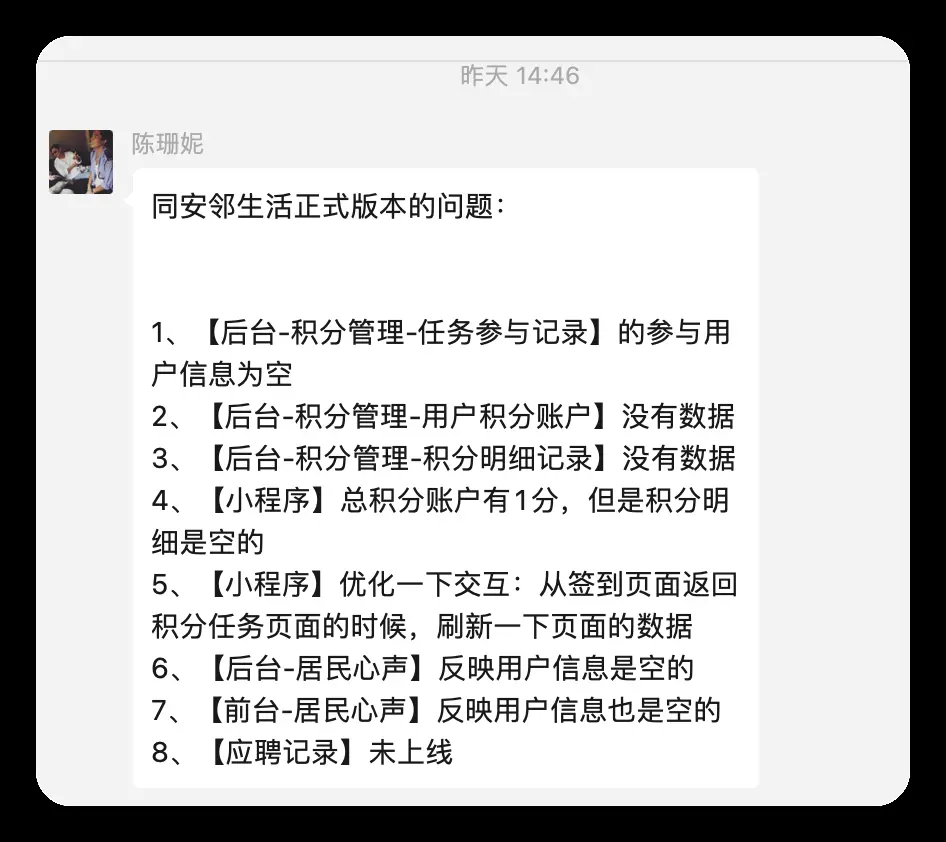 昨天 14:46
陈珊妮
同安邻生活正式版本的问题：
1、【后台-积分管理-任务参与记录】的参与用
户信息为空
2、【后台-积分管理-用户积分账户】没有数据
3、【后台-积分管理-积分明细记录】没有数据
4、【小程序】总积分账户有1分，但是积分明
细是空的
5、【小程序】优化一下交互：从签到页面返回
积分任务页面的时候，刷新一下页面的数据
6、【后台-居民心声】反映用户信息是空的
7、【前台-居民心声】反映用户信息也是空的
8、【应聘记录】未上线